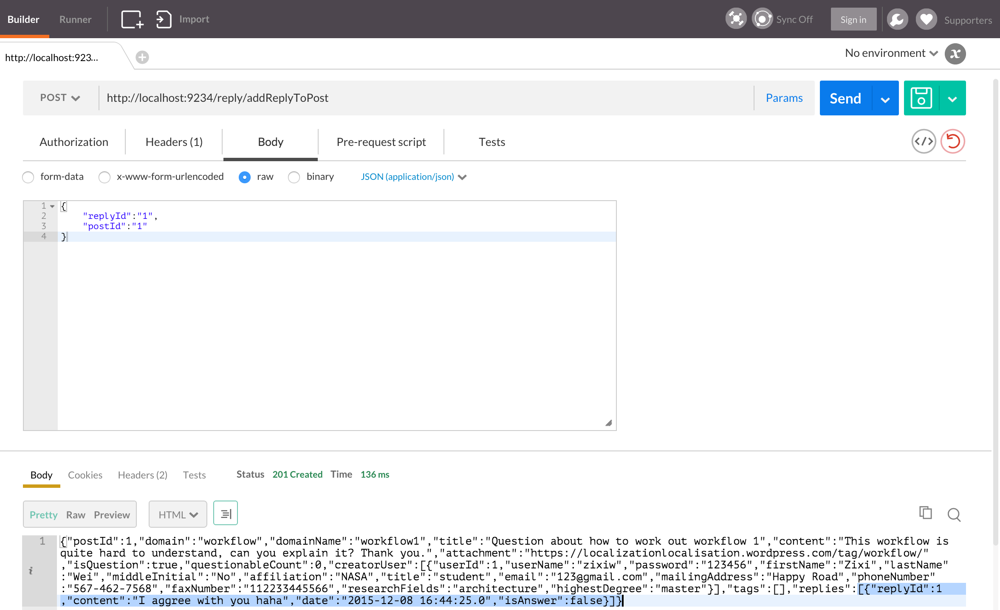 Builder Runner Import Sync Off Sign in Supporters
http://localhost:923... No environment
POST http://localhost:9234/reply/addReplyToPost Params Send
Authorization Headers (1) Body Pre-request script Tests
form-data x-www-form-urlencoded raw binary JSON (application/json)
1 {
2 "replyId":"1",
3 "postId":"1"
4 }
Body Cookies Headers (2) Tests Status 201 Created Time 136 ms
Pretty Raw Preview HTML
1 {"postId":1,"domain":"workflow","domainName":"workflow1","title":"Question about how to work out workflow 1","content":"This workflow is
quite hard to understand, can you explain it? Thank you.","attachment":"https://localizationlocalisation.wordpress.com/tag/workflow/"
,"isQuestion":true,"questionableCount":0,"creatorUser":[{"userId":1,"userName":"zixiw","password":"123456","firstName":"Zixi","lastName"
:"Wei","middleInitial":"No","affiliation":"NASA","title":"student","email":"123@gmail.com","mailingAddress":"Happy Road","phoneNumber"
:"567-462-7568","faxNumber":"112233445566","researchFields":"architecture","highestDegree":"master"}],"tags":[],"replies":[{"replyId":1
,"content":"I aggree with you haha","date":"2015-12-08 16:44:25.0","isAnswer":false}]}